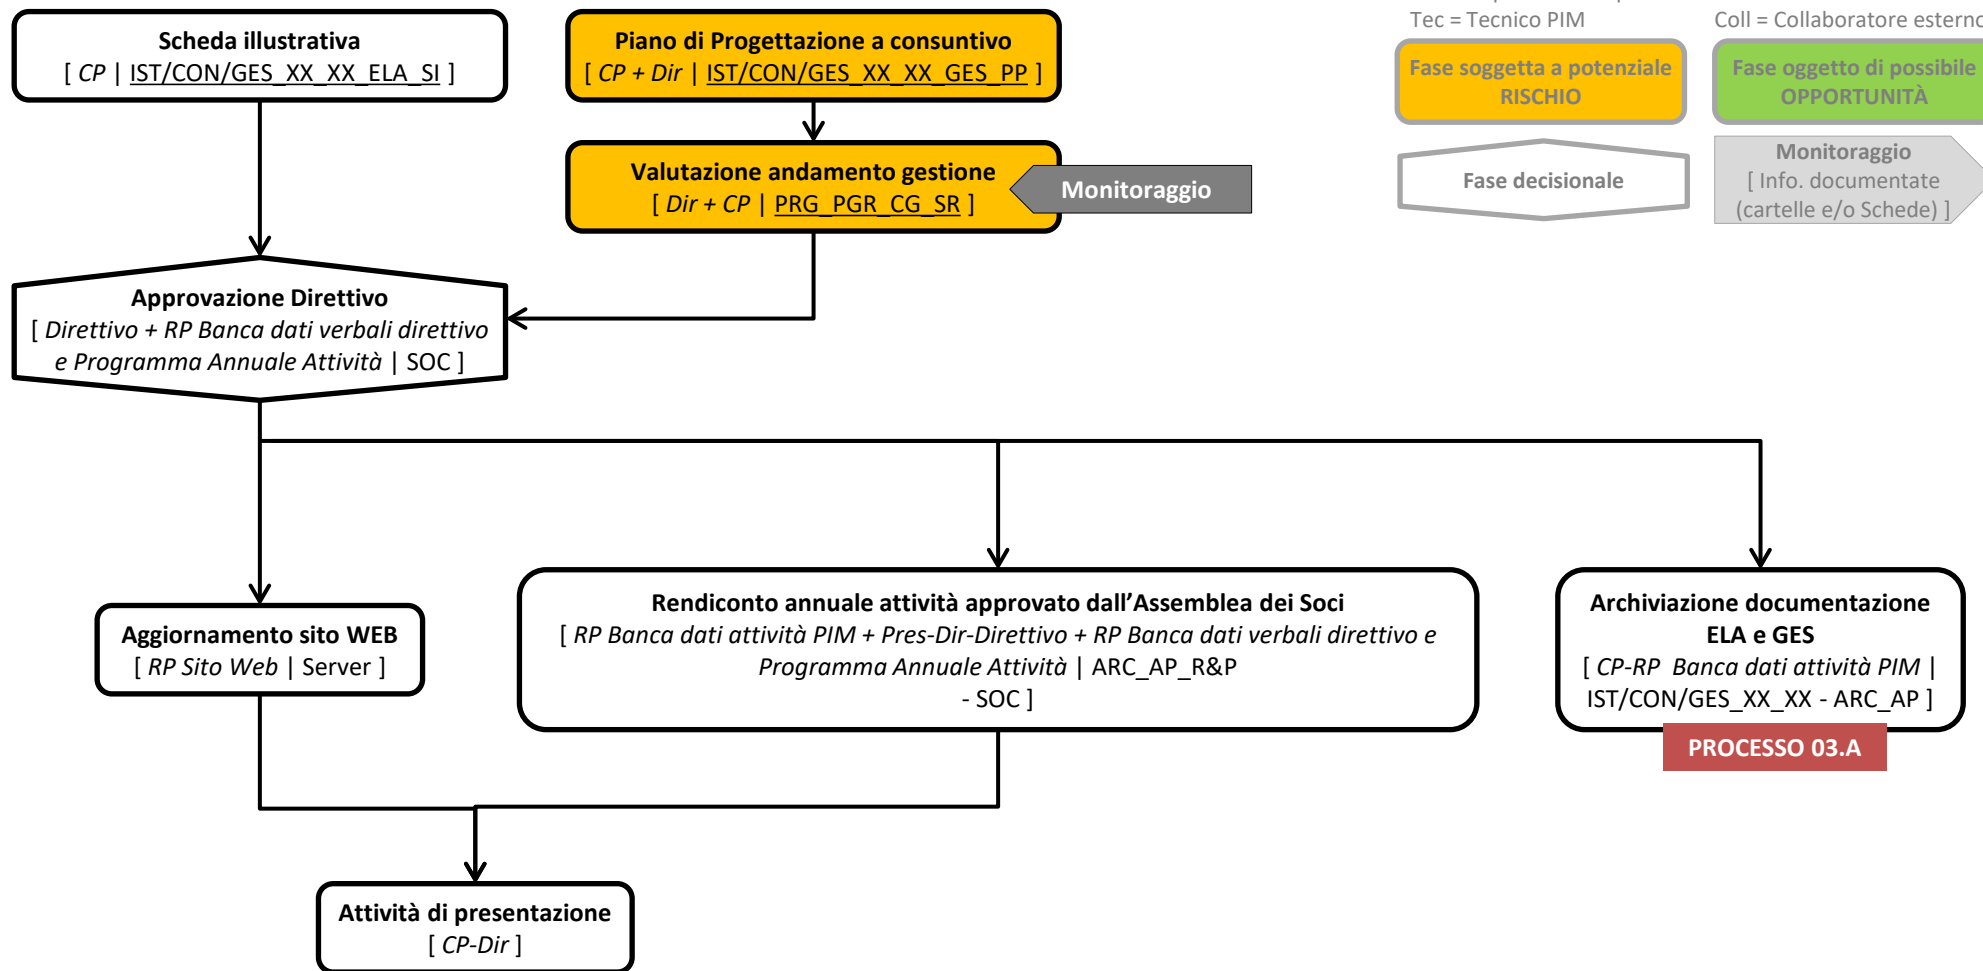 Scheda illustrativa
[ CP | IST/CON/GES_XX_XX_ELA_SI ]
Piano di Progettazione a consuntivo
[ CP + Dir | IST/CON/GES_XX_XX_GES_PP ]
Tec = Tecnico PIM
Coll = Collaboratore esterno
Fase soggetta a potenziale
RISCHIO
Fase oggetto di possibile
OPPORTUNITÀ
Valutazione andamento gestione
[ Dir + CP | PRG_PGR_CG_SR ]
Monitoraggio
Fase decisionale
Monitoraggio
[ Info. documentate
(cartelle e/o Schede) ]
Approvazione Direttivo
[ Direttivo + RP Banca dati verbali direttivo
e Programma Annuale Attività | SOC ]
Aggiornamento sito WEB
[ RP Sito Web | Server ]
Rendiconto annuale attività approvato dall’Assemblea dei Soci
[ RP Banca dati attività PIM + Pres-Dir-Direttivo + RP Banca dati verbali direttivo e
Programma Annuale Attività | ARC_AP_R&P
- SOC ]
Archiviazione documentazione
ELA e GES
[ CP-RP Banca dati attività PIM |
IST/CON/GES_XX_XX - ARC_AP ]
PROCESSO 03.A
Attività di presentazione
[ CP-Dir ]